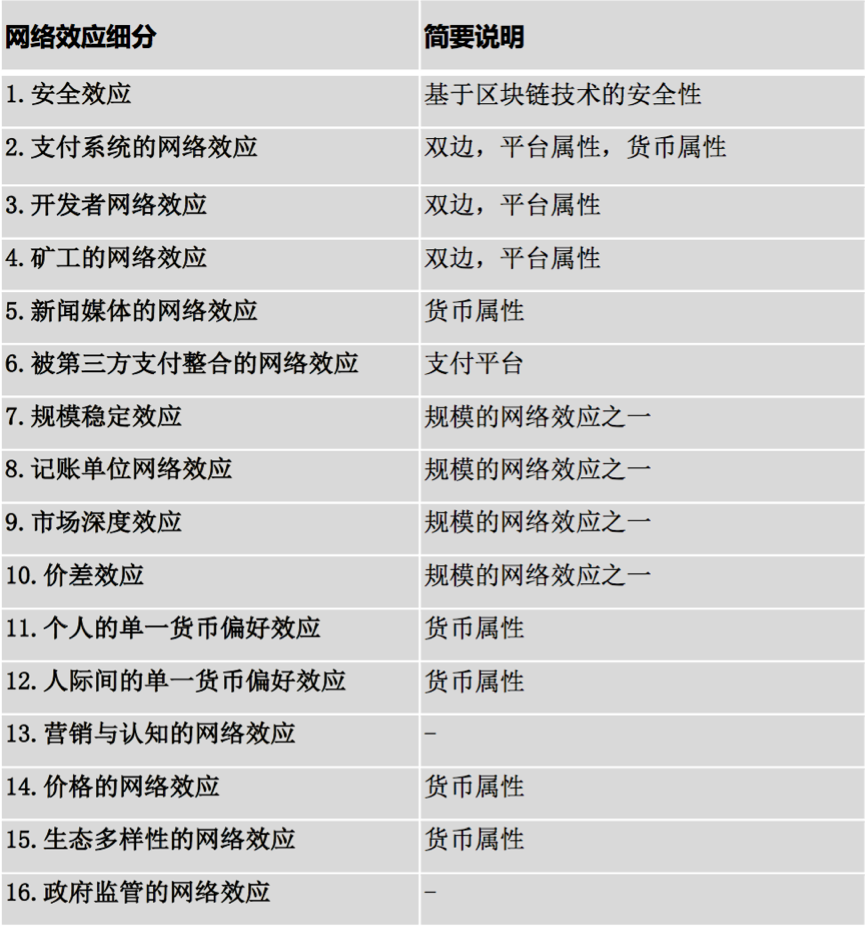 网络效应细分 简要说明
1.安全效应 基于区块链技术的安全性
2.支付系统的网络效应 双边，平台属性，货币属性
3.开发者网络效应 双边，平台属性
4.矿工的网络效应 双边，平台属性
5.新闻媒体的网络效应 货币属性
6.被第三方支付整合的网络效应 支付平台
7.规模稳定效应 规模的网络效应之一
8.记账单位网络效应 规模的网络效应之一
9.市场深度效应 规模的网络效应之一
10.价差效应 规模的网络效应之一
11.个人的单一货币偏好效应 货币属性
12.人际间的单一货币偏好效应 货币属性
13.营销与认知的网络效应 –
14.价格的网络效应 货币属性
15.生态多样性的网络效应 货币属性
16.政府监管的网络效应 –